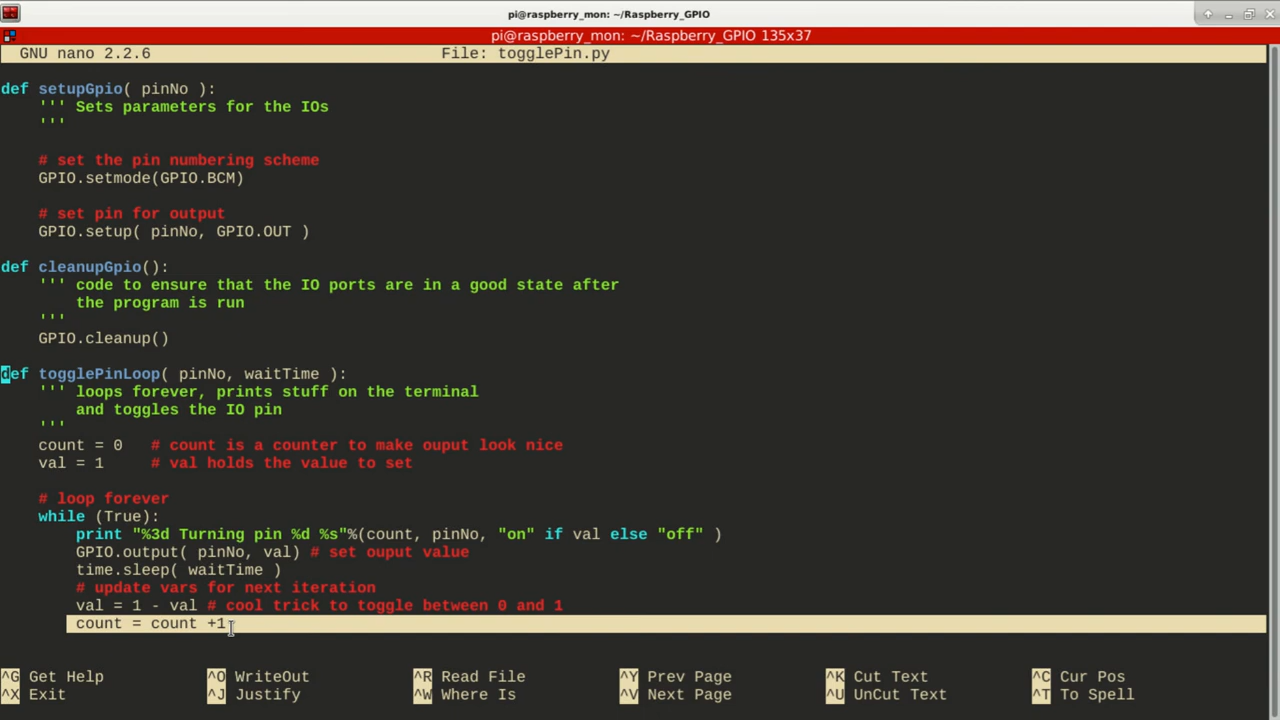 pi@raspberry_mon: ~/Raspberry_GPIO
pi@raspberry_mon: ~/Raspberry_GPIO 135x37
GNU nano 2.2.6 File: togglePin.py
def setupGpio( pinNo ):
''' Sets parameters for the IOs
'''
# set the pin numbering scheme
GPIO.setmode(GPIO.BCM)
# set pin for output
GPIO.setup( pinNo, GPIO.OUT )
def cleanupGpio():
''' code to ensure that the IO ports are in a good state after
the program is run
'''
GPIO.cleanup()
def togglePinLoop( pinNo, waitTime ):
''' loops forever, prints stuff on the terminal
and toggles the IO pin
'''
count = 0 # count is a counter to make ouput look nice
val = 1 # val holds the value to set
# loop forever
while (True):
print "%3d Turning pin %d %s"%(count, pinNo, "on" if val else "off" )
GPIO.output( pinNo, val) # set ouput value
time.sleep( waitTime )
# update vars for next iteration
val = 1 - val # cool trick to toggle between 0 and 1
count = count +1
^G Get Help ^O WriteOut ^R Read File ^Y Prev Page ^K Cut Text ^C Cur Pos
^X Exit ^J Justify ^W Where Is ^V Next Page ^U UnCut Text ^T To Spell